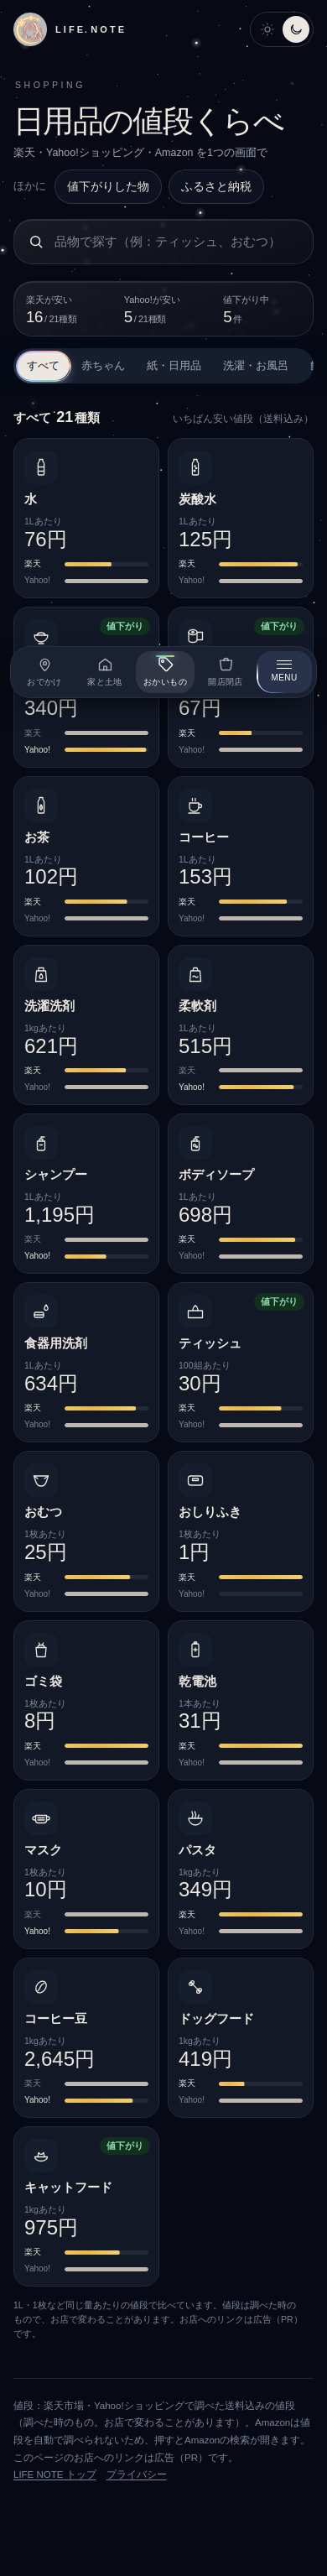 LIFE NOTE
SHOPPING
日用品の値段くらべ
楽天・Yahoo!ショッピング・Amazon を1つの画面で
ほかに 値下がりした物 ふるさと納税
品物で探す（例：ティッシュ、おむつ）
楽天が安い Yahoo!が安い 値下がり中
16 / 21種類 5 / 21種類 5 件
すべて 赤ちゃん 紙・日用品 洗濯・お風呂
すべて 21 種類 いちばん安い値段（送料込み）
水
1Lあたり
76円
楽天
Yahoo!
炭酸水
1Lあたり
125円
楽天
Yahoo!
値下がり
340円
楽天
Yahoo!
値下がり
67円
楽天
Yahoo!
おでかけ 家と土地 おかいもの 開店閉店 MENU
お茶
1Lあたり
102円
楽天
Yahoo!
コーヒー
1Lあたり
153円
楽天
Yahoo!
洗濯洗剤
1kgあたり
621円
楽天
Yahoo!
柔軟剤
1Lあたり
515円
楽天
Yahoo!
シャンプー
1Lあたり
1,195円
楽天
Yahoo!
ボディソープ
1Lあたり
698円
楽天
Yahoo!
食器用洗剤
1Lあたり
634円
楽天
Yahoo!
値下がり
ティッシュ
100組あたり
30円
楽天
Yahoo!
おむつ
1枚あたり
25円
楽天
Yahoo!
おしりふき
1枚あたり
1円
楽天
Yahoo!
ゴミ袋
1枚あたり
8円
楽天
Yahoo!
乾電池
1本あたり
31円
楽天
Yahoo!
マスク
1枚あたり
10円
楽天
Yahoo!
パスタ
1kgあたり
349円
楽天
Yahoo!
コーヒー豆
1kgあたり
2,645円
楽天
Yahoo!
ドッグフード
1kgあたり
419円
楽天
Yahoo!
値下がり
キャットフード
1kgあたり
975円
楽天
Yahoo!
1L・1枚など同じ量あたりの値段で比べています。値段は調べた時の
もので、お店で変わることがあります。お店へのリンクは広告（PR）
です。
値段：楽天市場・Yahoo!ショッピングで調べた送料込みの値段
（調べた時のもの。お店で変わることがあります）。Amazonは値
段を自動で調べられないため、押すとAmazonの検索が開きます。
このページのお店へのリンクは広告（PR）です。
LIFE NOTE トップ プライバシー